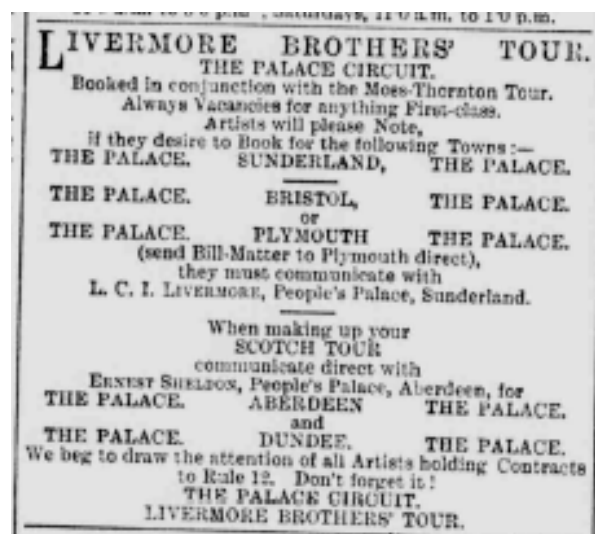 LIVERMORE BROTHERS' TOUR.
THE PALACE CIRCUIT.
Booked in conjunction with the Moss-Thornton Tour.
Always Vacancies for anything First-class.
Artists will please Note,
if they desire to Book for the following Towns:—
THE PALACE. SUNDERLAND, THE PALACE.
THE PALACE. BRISTOL, THE PALACE.
or
THE PALACE. PLYMOUTH THE PALACE.
(send Bill-Matter to Plymouth direct),
they must communicate with
L. C. I. LIVERMORE, People's Palace, Sunderland.
When making up your
SCOTCH TOUR
communicate direct with
ERNEST SHELDON, People's Palace, Aberdeen, for
THE PALACE. ABERDEEN THE PALACE.
and
THE PALACE. DUNDEE. THE PALACE.
We beg to draw the attention of all Artists holding Contracts
to Rule 12. Don't forget it!
THE PALACE CIRCUIT.
LIVERMORE BROTHERS' TOUR.